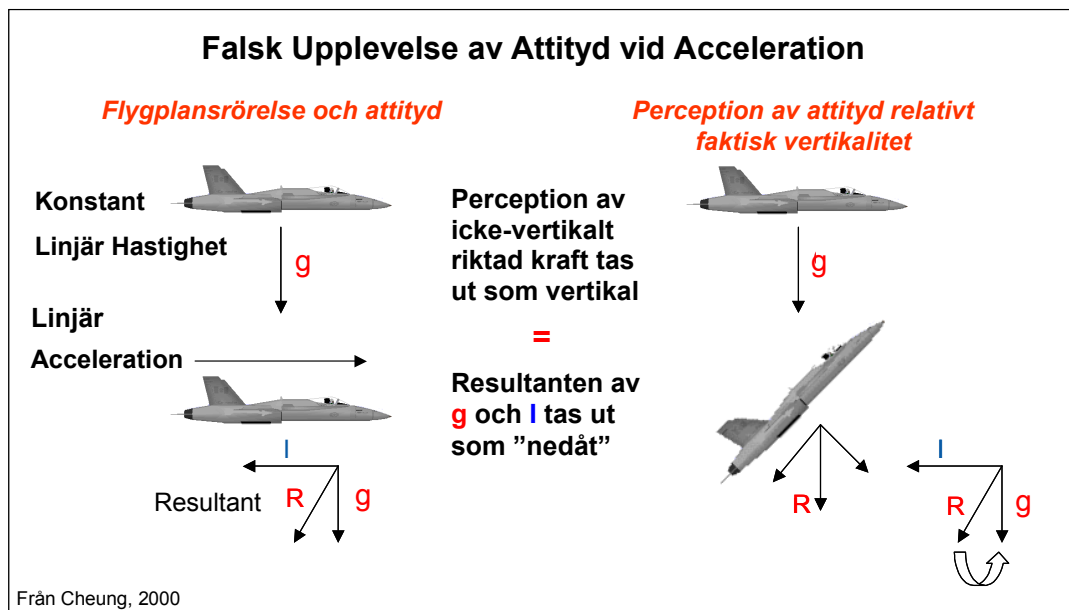 Falsk Upplevelse av Attityd vid Acceleration
Flygplansrörelse och attityd
Perception av attityd relativt
faktisk vertikalitet
Konstant
Linjär Hastighet
g
Perception av
icke-vertikalt
riktad kraft tas
ut som vertikal
=
Resultanten av
g och I tas ut
som ”nedåt”
g
Linjär
Acceleration
I
Resultant
R
g
R
I
R
g
Från Cheung, 2000